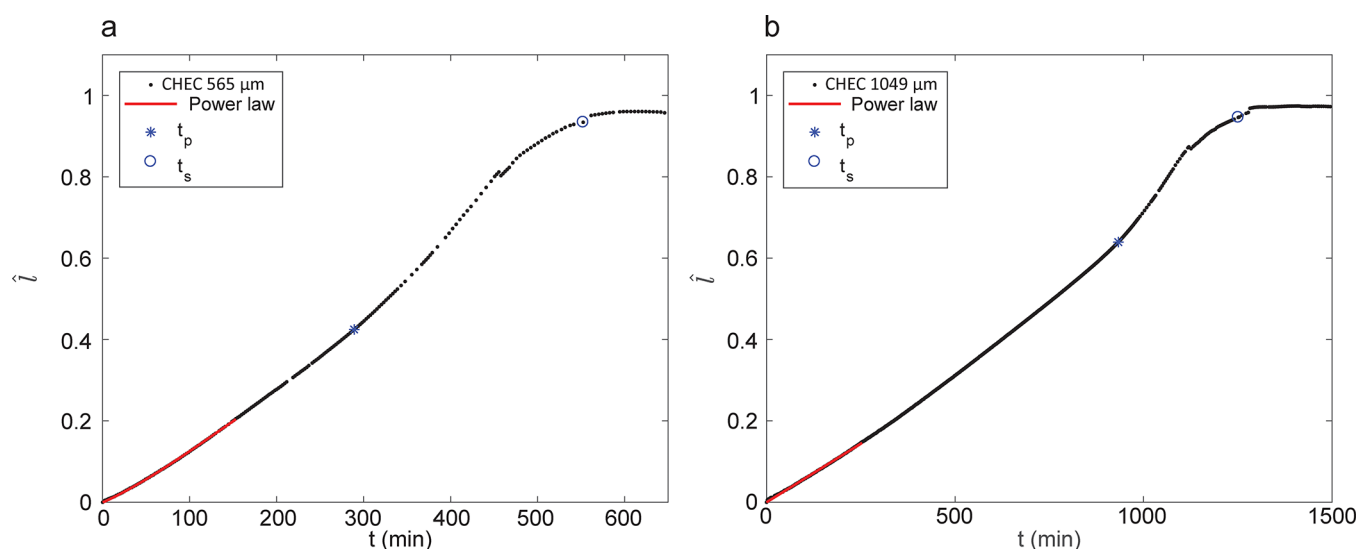 a
CHEC 565 μm
Power law
t_p
t_s
1
0.8
0.6
0.4
0.2
0
l̂
0 100 200 300 400 500 600
t (min)
b
CHEC 1049 μm
Power law
t_p
t_s
1
0.8
0.6
0.4
0.2
0
l̂
0 500 1000 1500
t (min)